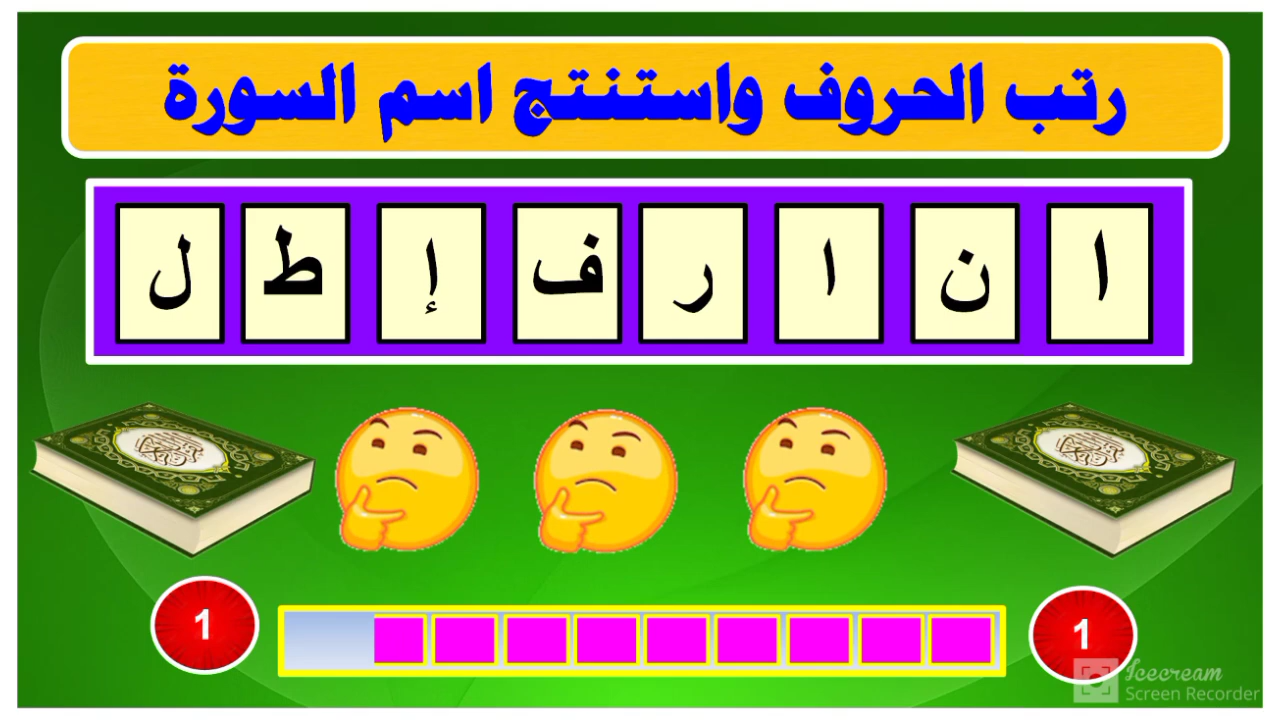 رتب الحروف واستنتج اسم السورة
ا ن ا ر ف إ ط ل
1 1
Icecream
Screen Recorder